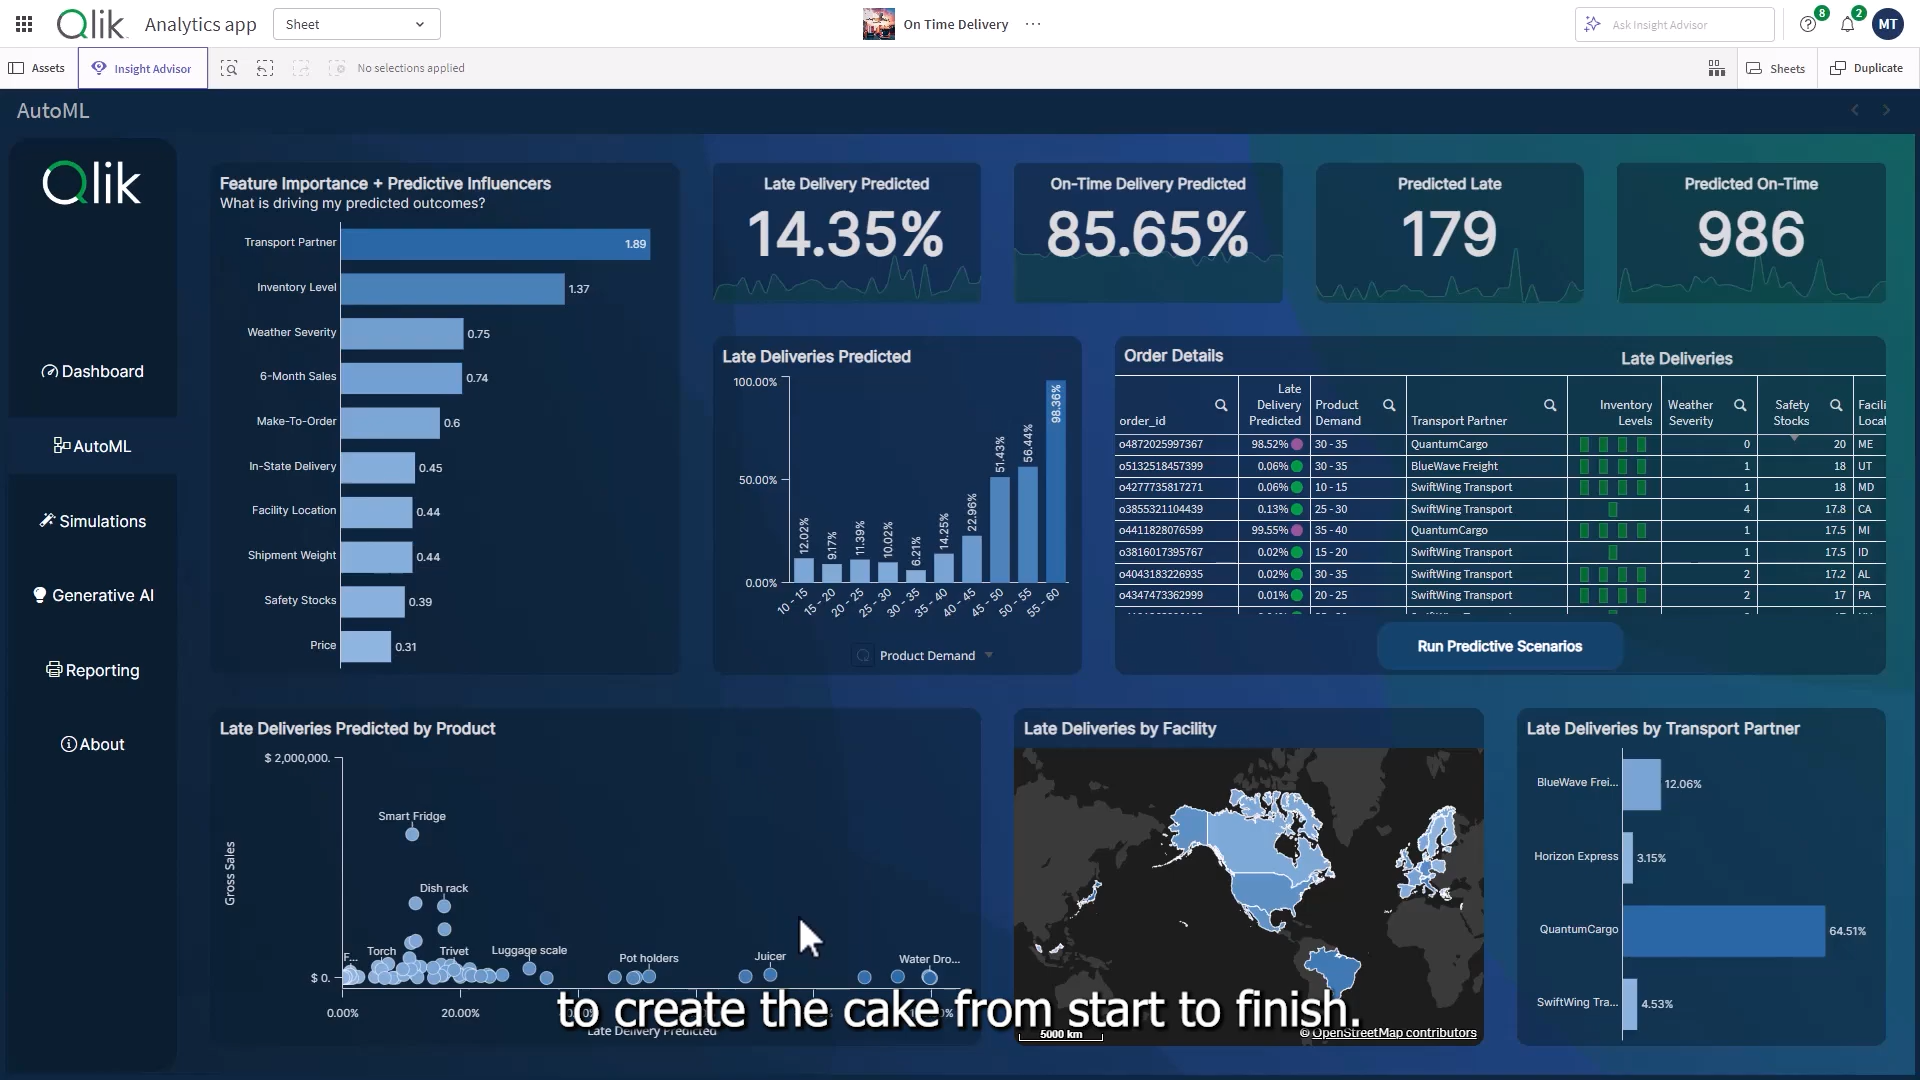 Qlik
Analytics app
Sheet
On Time Delivery
Ask Insight Advisor
8
2
MT
Assets
Insight Advisor
No selections applied
Sheets
Duplicate
AutoML
Qlik
Dashboard
AutoML
Simulations
Generative AI
Reporting
About
Feature Importance + Predictive Influencers
What is driving my predicted outcomes?
Transport Partner 1.89
Inventory Level 1.37
Weather Severity 0.75
6-Month Sales 0.74
Make-To-Order 0.6
In-State Delivery 0.45
Facility Location 0.44
Shipment Weight 0.44
Safety Stocks 0.39
Price 0.31
Late Delivery Predicted
14.35%
On-Time Delivery Predicted
85.65%
Predicted Late
179
Predicted On-Time
986
Late Deliveries Predicted
100.00%
50.00%
0.00%
12.02%
9.17%
11.39%
10.02%
6.21%
14.25%
22.96%
51.43%
56.44%
98.36%
10 - 15
15 - 20
20 - 25
25 - 30
30 - 35
35 - 40
40 - 45
45 - 50
50 - 55
55 - 60
Product Demand
Order Details
Late Deliveries
order_id
Late Delivery Predicted
Product Demand
Transport Partner
Inventory Levels
Weather Severity
Safety Stocks
Facili
Locat
o4872025997367 98.52% 30 - 35 QuantumCargo 0 20 ME
o5132518457399 0.06% 30 - 35 BlueWave Freight 1 18 UT
o4277735817271 0.06% 10 - 15 SwiftWing Transport 1 18 MD
o3855321104439 0.13% 25 - 30 SwiftWing Transport 4 17.8 CA
o4411828076599 99.55% 35 - 40 QuantumCargo 1 17.5 MI
o3816017395767 0.02% 15 - 20 SwiftWing Transport 1 17.5 ID
o4043183226935 0.02% 30 - 35 SwiftWing Transport 2 17.2 AL
o4347473362999 0.01% 20 - 25 SwiftWing Transport 2 17 PA
Run Predictive Scenarios
Late Deliveries Predicted by Product
$ 2,000,000.
$ 0.
Gross Sales
Smart Fridge
Dish rack
F...
Torch
Trivet
Luggage scale
Pot holders
Juicer
Water Dro...
0.00%
20.00%
Late Delivery Predicted
Late Deliveries by Facility
5000 km
© OpenStreetMap contributors
Late Deliveries by Transport Partner
BlueWave Frei... 12.06%
Horizon Express 3.15%
QuantumCargo 64.51%
SwiftWing Tra... 4.53%
to create the cake from start to finish.